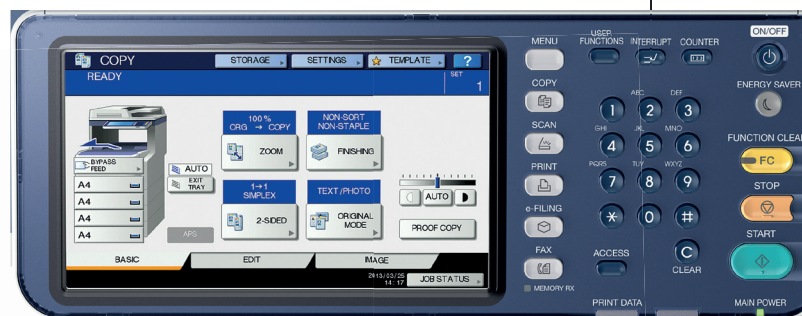 COPY
STORAGE
SETTINGS
TEMPLATE
?
READY
SET
1
100 %
CRG → COPY
ZOOM
NON-SORT
NON-STAPLE
FINISHING
BYPASS
FEED
A4
A4
A4
A4
AUTO
EXIT
TRAY
APS
1→1
SIMPLEX
2-SIDED
TEXT/PHOTO
ORIGINAL
MODE
AUTO
PROOF COPY
BASIC
EDIT
IMAGE
2013/03/25
14:17
JOB STATUS
MENU
COPY
SCAN
PRINT
e-FILING
FAX
MEMORY RX
USER
FUNCTIONS
INTERRUPT
COUNTER
1
ABC
2
DEF
3
GHI
4
JKL
5
MNO
6
PQRS
7
TUV
8
WXYZ
9
*
0
#
ACCESS
C
CLEAR
PRINT DATA
ON/OFF
ENERGY SAVER
FUNCTION CLEAR
FC
STOP
START
MAIN POWER